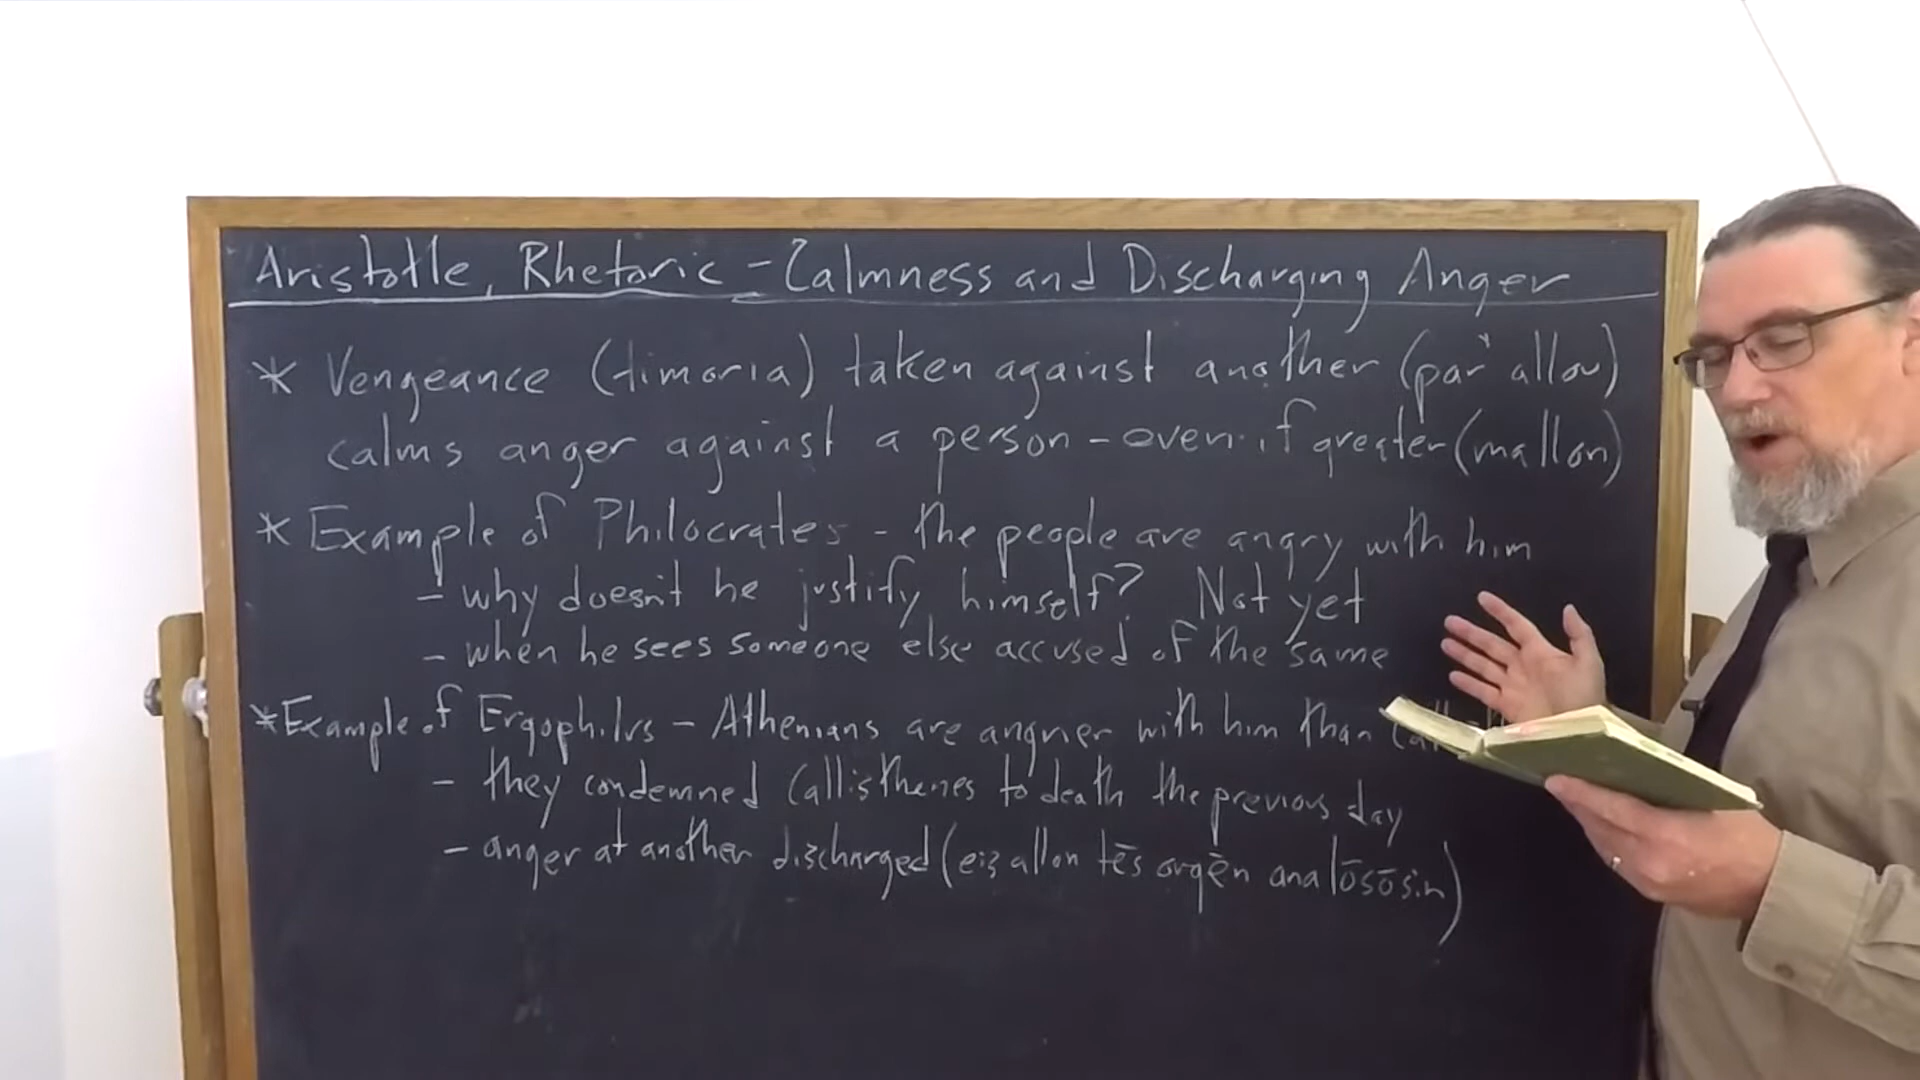 Aristotle, Rhetoric - Calmness and Discharging Anger
* Vengeance (timoria) taken against another (par' allou)
calms anger against a person - even if greater (mallon)
* Example of Philocrates - the people are angry with him
- why doesn't he justify himself? Not yet
- when he sees someone else accused of the same
* Example of Ergophilus - Athenians are angrier with him than
- they condemned Callisthenes to death the previous day
- anger at another discharged (eis allon tēs orgēn analōsōsin)